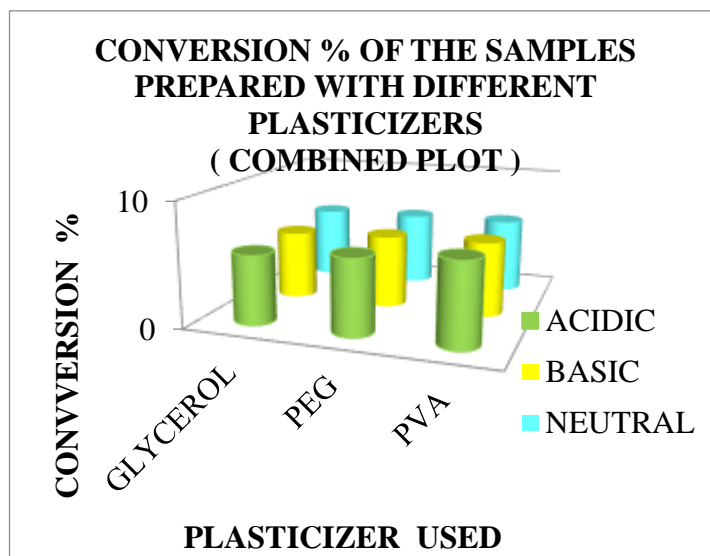 CONVERSION % OF THE SAMPLES
PREPARED WITH DIFFERENT
PLASTICIZERS
( COMBINED PLOT )
10
0
CONVVERSION %
GLYCEROL
PEG
PVA
ACIDIC
BASIC
NEUTRAL
PLASTICIZER USED